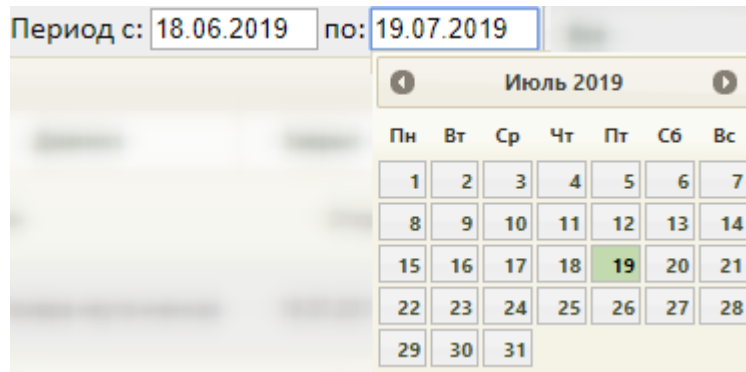 Период с: 18.06.2019 по: 19.07.2019
Июль 2019
Пн Вт Ср Чт Пт Сб Вс
1 2 3 4 5 6 7
8 9 10 11 12 13 14
15 16 17 18 19 20 21
22 23 24 25 26 27 28
29 30 31